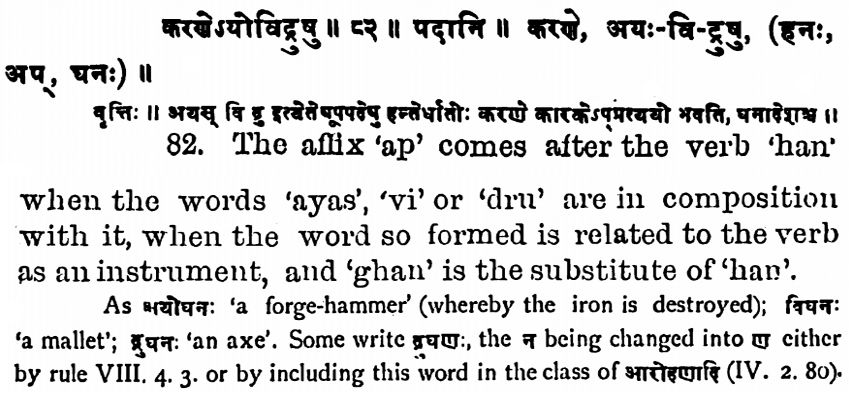 करणेऽयोविद्रुषु ॥ ८२ ॥ पदानि ॥ करणे, अयः-वि-द्रुषु, (हनः,
अप्, घनः) ॥
वृत्तिः ॥ अयस् वि द्रु इत्येतेषूपपदेषु हन्तेर्धातोः करणे कारकेऽप्प्रत्ययो भवति, घनादेशश्च ॥
82. The affix 'ap' comes after the verb 'han'
when the words 'ayas', 'vi' or 'dru' are in composition
with it, when the word so formed is related to the verb
as an instrument, and 'ghan' is the substitute of 'han'.
As अयोघनः 'a forge-hammer' (whereby the iron is destroyed); विघनः
'a mallet'; द्रुघनः 'an axe'. Some write द्रुघणः, the न being changed into ण either
by rule VIII. 4. 3. or by including this word in the class of आरोहणादि (IV. 2. 80).